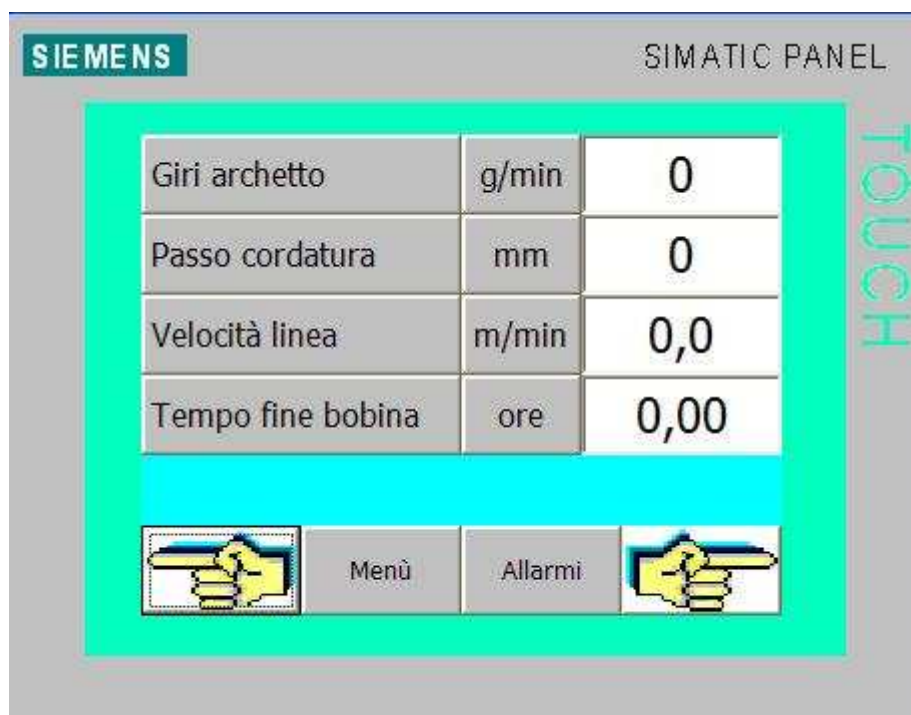 SIEMENS
SIMATIC PANEL
TOUCH
Giri archetto g/min 0
Passo cordatura mm 0
Velocità linea m/min 0,0
Tempo fine bobina ore 0,00
Menù Allarmi